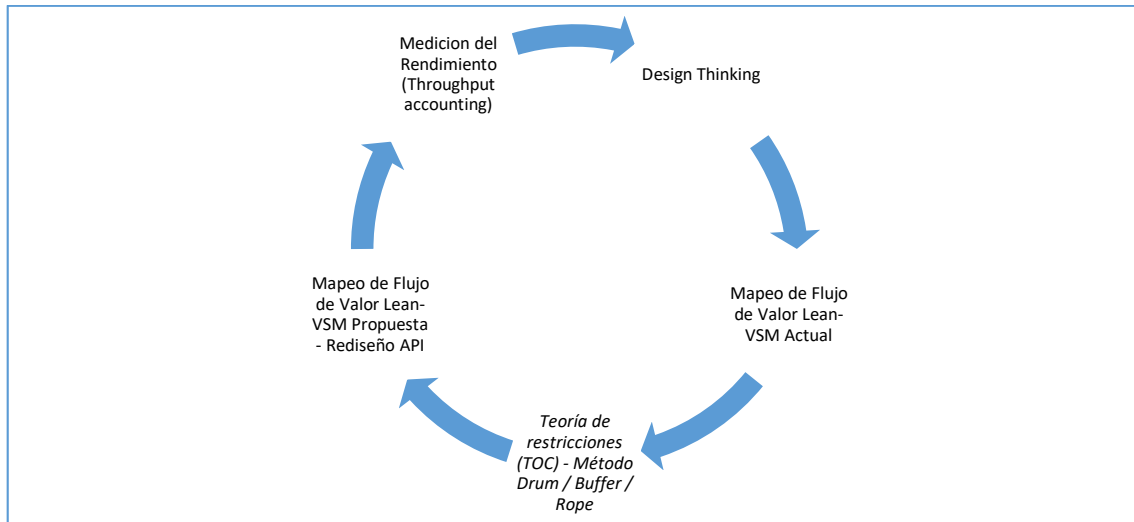 Medicion del
Rendimiento
(Throughput
accounting)
Design Thinking
Mapeo de Flujo
de Valor Lean-
VSM Actual
Teoría de
restricciones
(TOC) - Método
Drum / Buffer /
Rope
Mapeo de Flujo
de Valor Lean-
VSM Propuesta
- Rediseño API